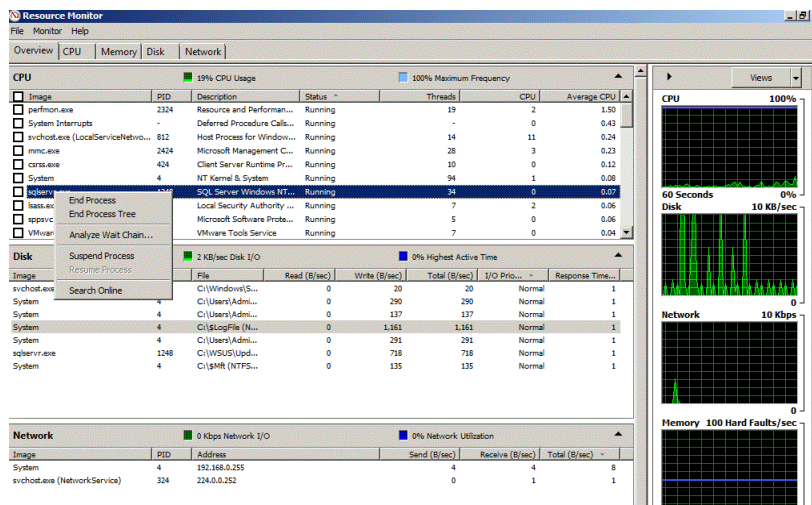 Resource Monitor
File Monitor Help
Overview CPU Memory Disk Network
CPU 19% CPU Usage 100% Maximum Frequency
Image PID Description Status Threads CPU Average CPU
perfmon.exe 2324 Resource and Performan... Running 19 2 1.50
System Interrupts - Deferred Procedure Calls... Running - 0 0.43
svchost.exe (LocalServiceNetwo... 812 Host Process for Window... Running 14 11 0.24
mmc.exe 2424 Microsoft Management C... Running 28 3 0.23
csrss.exe 424 Client Server Runtime Pr... Running 10 0 0.12
System 4 NT Kernel & System Running 94 1 0.08
SQL Server Windows NT... Running 34 0 0.07
lsass.ex Local Security Authority ... Running 7 2 0.06
sppsvc Microsoft Software Prote... Running 5 0 0.06
VMwar VMware Tools Service Running 7 0 0.04
End Process
End Process Tree
Analyze Wait Chain...
Suspend Process
Resume Process
Search Online
Disk 2 KB/sec Disk I/O 0% Highest Active Time
Image File Read (B/sec) Write (B/sec) Total (B/sec) I/O Prio... Response Time...
svchost.exe C:\Windows\S... 0 20 20 Normal 1
System 4 C:\Users\Admi... 0 290 290 Normal 1
System 4 C:\Users\Admi... 0 137 137 Normal 1
System 4 C:\$LogFile (N... 0 1,161 1,161 Normal 1
System 4 C:\Users\Admi... 0 291 291 Normal 1
sqlservr.exe 1248 C:\WSUS\Upd... 0 718 718 Normal 1
System 4 C:\$Mft (NTFS... 0 135 135 Normal 1
Network 0 Kbps Network I/O 0% Network Utilization
Image PID Address Send (B/sec) Receive (B/sec) Total (B/sec)
System 4 192.168.0.255 4 4 8
svchost.exe (NetworkService) 324 224.0.0.252 0 1 1
Views
CPU 100%
60 Seconds 0%
Disk 10 KB/sec
0
Network 10 Kbps
0
Memory 100 Hard Faults/sec